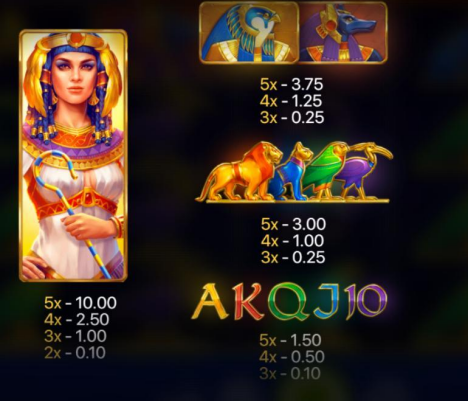 5x - 3.75
4x - 1.25
3x - 0.25
5x - 3.00
4x - 1.00
3x - 0.25
5x - 10.00
4x - 2.50
3x - 1.00
2x - 0.10
AKQJ10
5x - 1.50
4x - 0.50
3x - 0.10